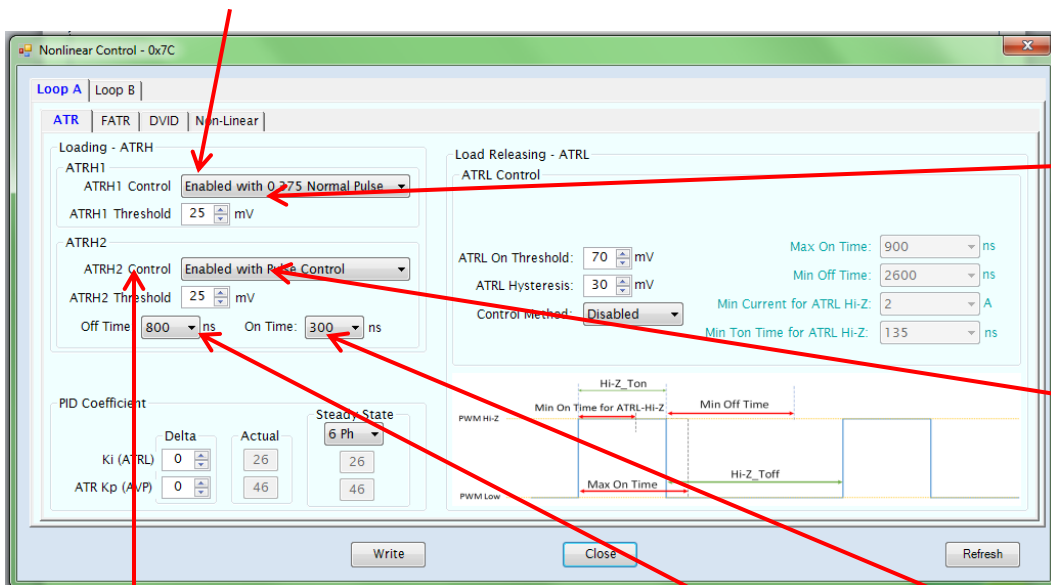 Nonlinear Control - 0x7C
Loop A Loop B
ATR FATR DVID Non-Linear
Loading - ATRH
ATRH1
ATRH1 Control Enabled with 0.375 Normal Pulse
ATRH1 Threshold 25 mV
ATRH2
ATRH2 Control Enabled with Pulse Control
ATRH2 Threshold 25 mV
Off Time: 800 ns On Time: 300 ns
PID Coefficient
Delta Actual Steady State
6 Ph
Ki (ATRL) 0 26 26
ATR Kp (AVP) 0 46 46
Load Releasing - ATRL
ATRL Control
ATRL On Threshold: 70 mV
ATRL Hysteresis: 30 mV
Control Method: Disabled
Max On Time: 900 ns
Min Off Time: 2600 ns
Min Current for ATRL Hi-Z: 2 A
Min Ton Time for ATRL Hi-Z: 135 ns
Hi-Z_Ton
Min On Time for ATRL-Hi-Z Min Off Time
PWM Hi-Z
Hi-Z_Toff
Max On Time
PWM Low
Write Close Refresh